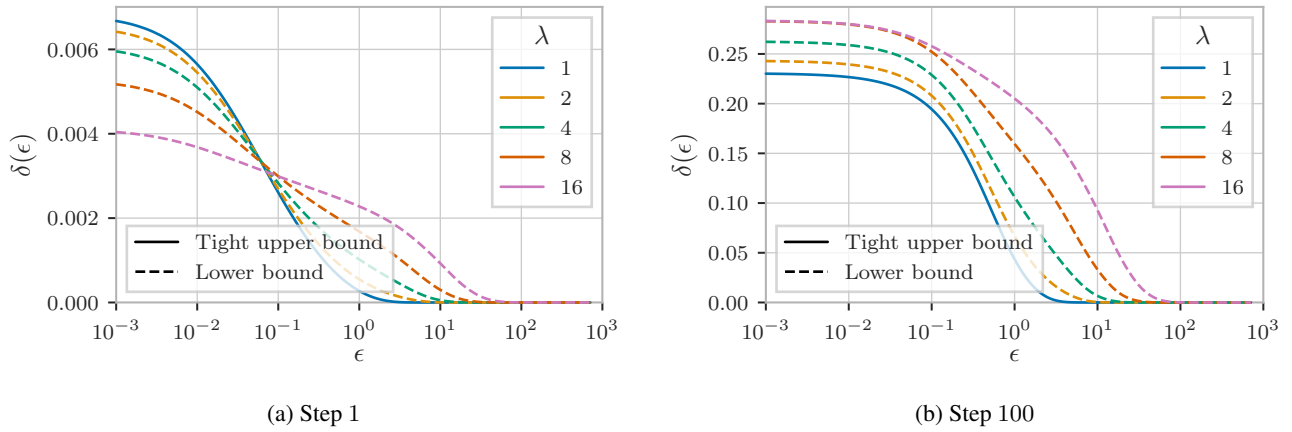 0.006
0.004
0.002
0.000
δ(ϵ)
λ
1
2
4
8
16
Tight upper bound
Lower bound
10⁻³ 10⁻² 10⁻¹ 10⁰ 10¹ 10² 10³
ϵ
(a) Step 1
0.25
0.20
0.15
0.10
0.05
0.00
δ(ϵ)
λ
1
2
4
8
16
Tight upper bound
Lower bound
10⁻³ 10⁻² 10⁻¹ 10⁰ 10¹ 10² 10³
ϵ
(b) Step 100